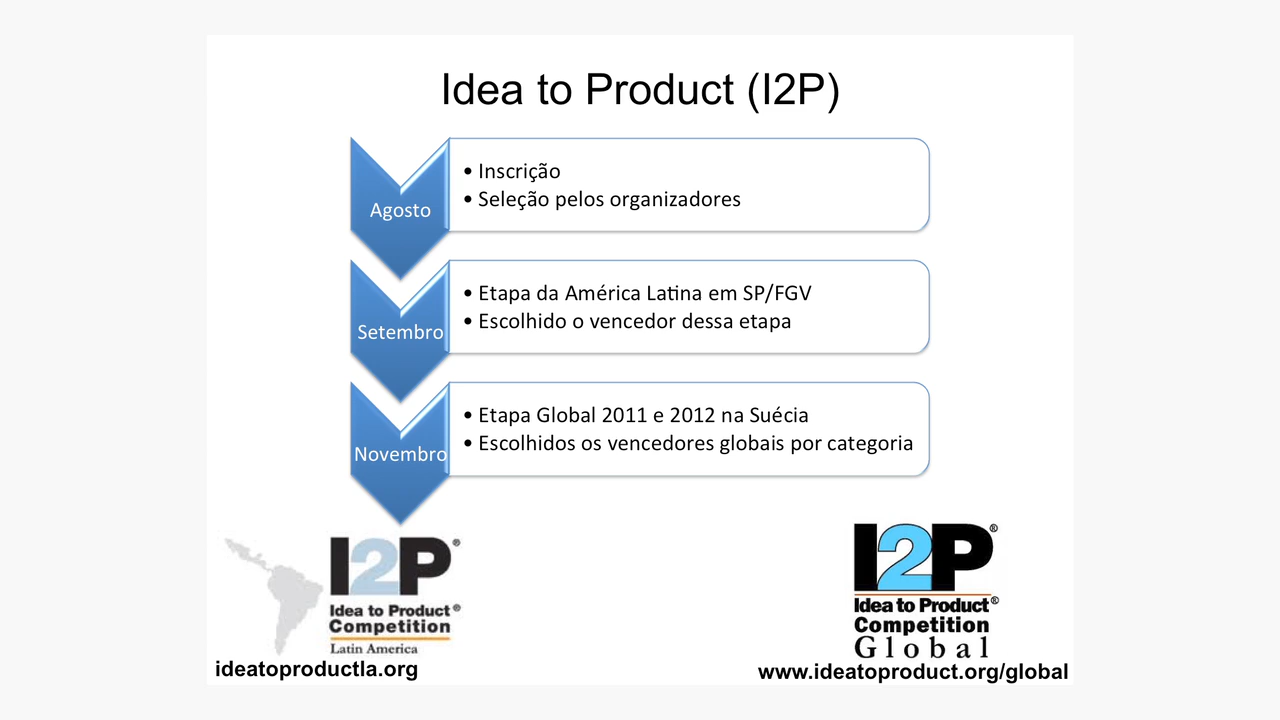 Idea to Product (I2P)
Agosto
• Inscrição
• Seleção pelos organizadores
Setembro
• Etapa da América Latina em SP/FGV
• Escolhido o vencedor dessa etapa
Novembro
• Etapa Global 2011 e 2012 na Suécia
• Escolhidos os vencedores globais por categoria
I2P®
Idea to Product®
Competition
Latin America
ideatoproductla.org
I2P®
Idea to Product®
Competition
Global
www.ideatoproduct.org/global